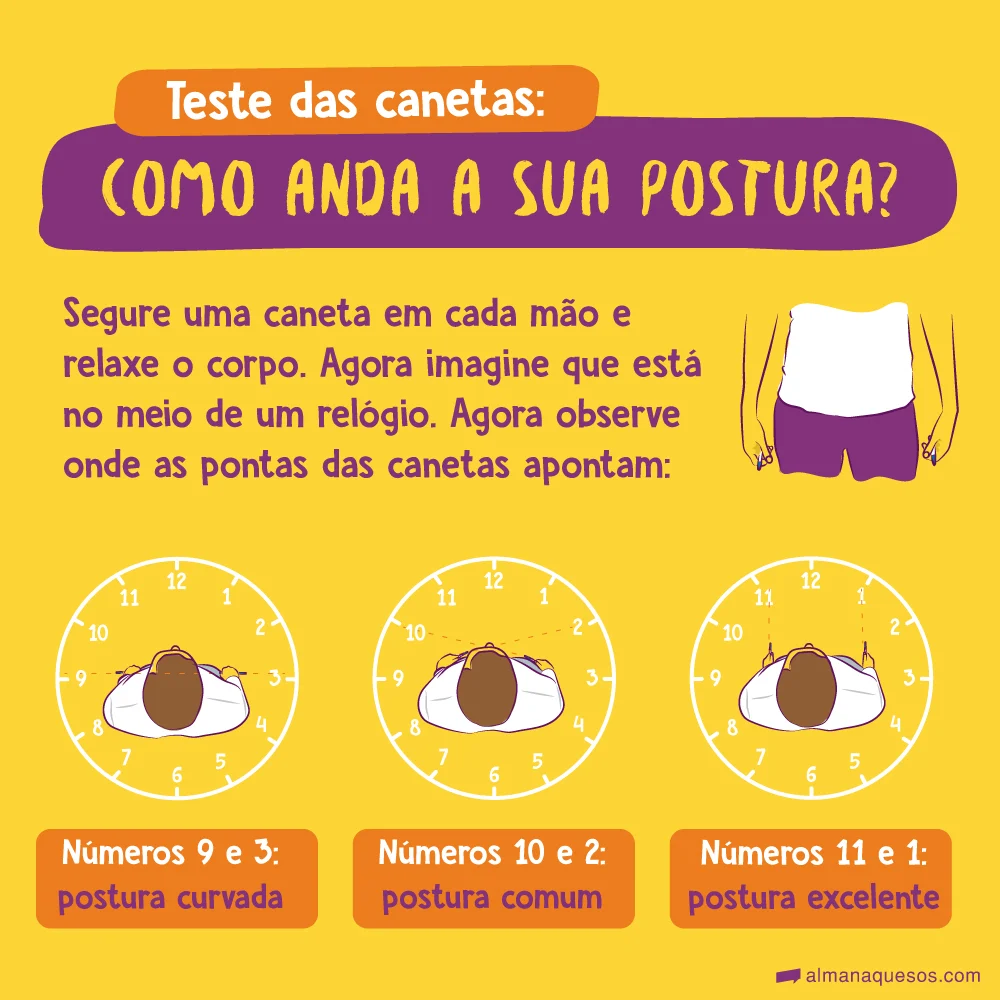 Teste das canetas:
COMO ANDA A SUA POSTURA?
Segure uma caneta em cada mão e
relaxe o corpo. Agora imagine que está
no meio de um relógio. Agora observe
onde as pontas das canetas apontam:
12
11 1
10 2
9 3
8 4
7 5
6
12
11 1
10 2
9 3
8 4
7 5
6
12
11 1
10 2
9 3
8 4
7 5
6
Números 9 e 3:
postura curvada
Números 10 e 2:
postura comum
Números 11 e 1:
postura excelente
almanaquesos.com